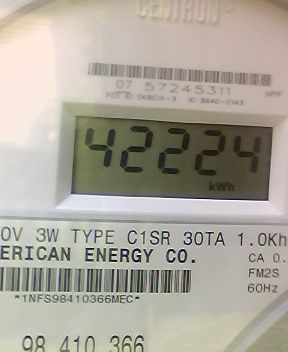 CENTRON®
07 57245311
42224
kWh
0V 3W TYPE C1SR 30TA 1.0Kh
ERICAN ENERGY CO.
CA 0.
FM2S
60Hz
*1NFS98410366MEC*
98 410 366